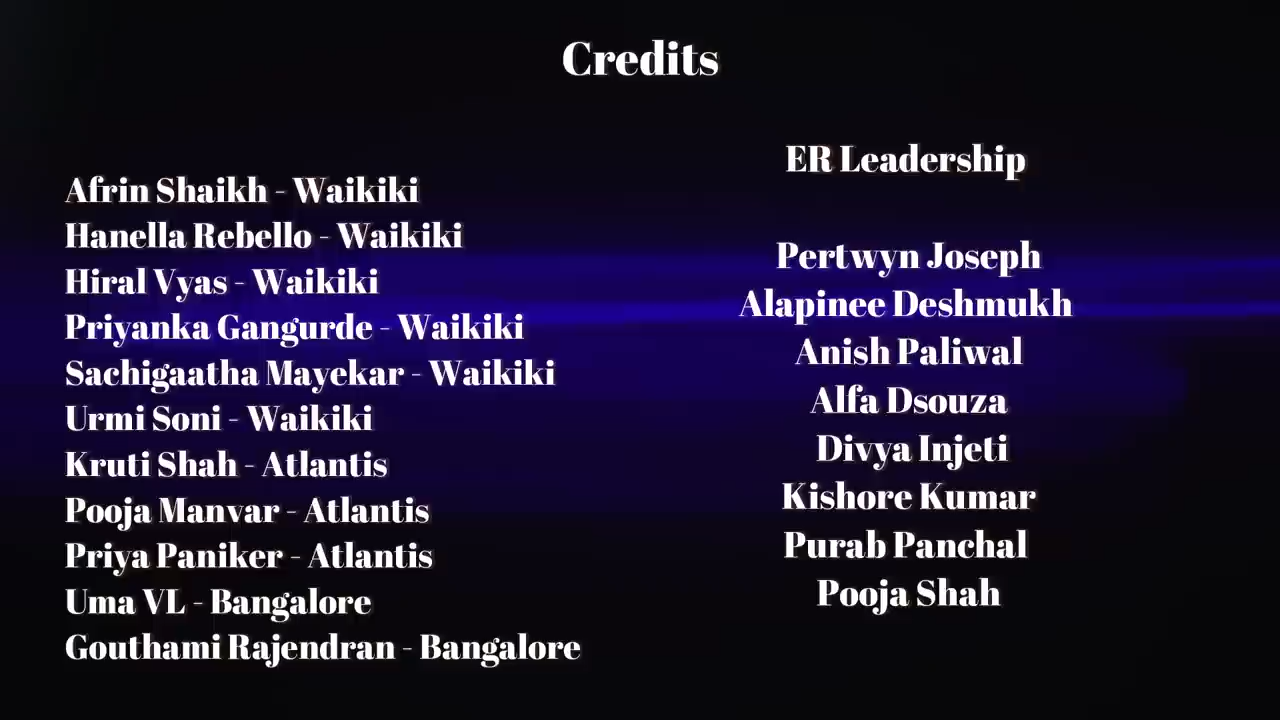 Credits
Afrin Shaikh - Waikiki
Hanella Rebello - Waikiki
Hiral Vyas - Waikiki
Priyanka Gangurde - Waikiki
Sachigaatha Mayekar - Waikiki
Urmi Soni - Waikiki
Kruti Shah - Atlantis
Pooja Manvar - Atlantis
Priya Paniker - Atlantis
Uma VL - Bangalore
Gouthami Rajendran - Bangalore
ER Leadership
Pertwyn Joseph
Alapinee Deshmukh
Anish Paliwal
Alfa Dsouza
Divya Injeti
Kishore Kumar
Purab Panchal
Pooja Shah